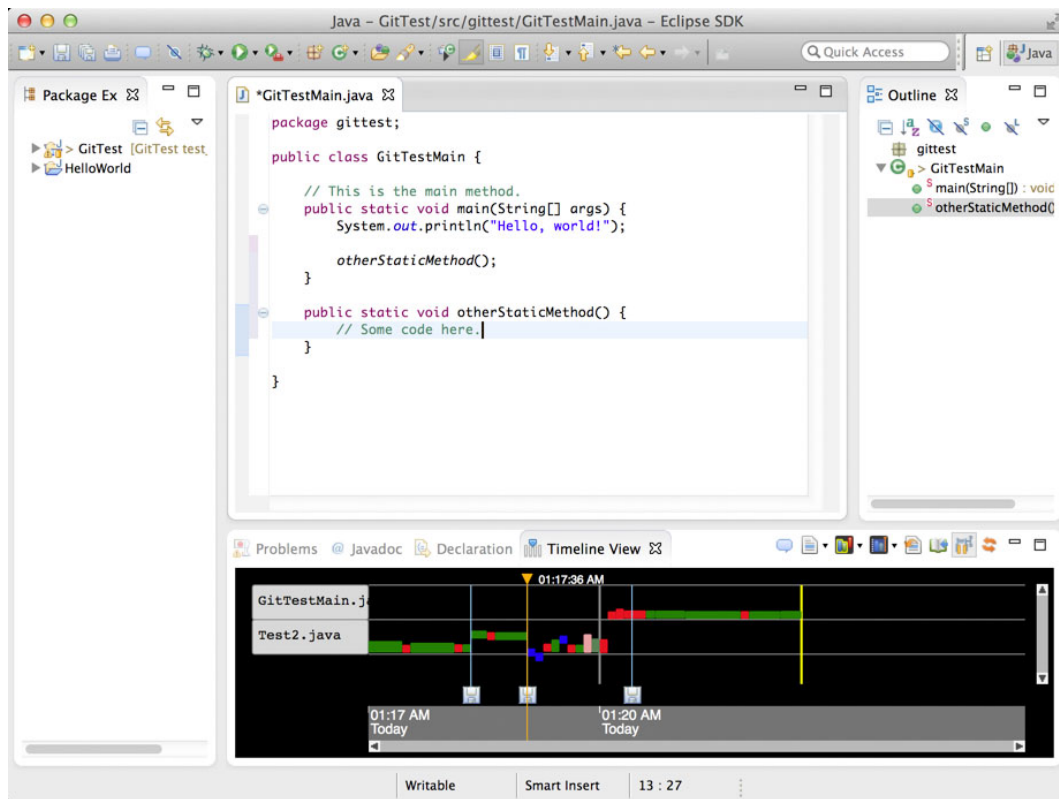 Java – GitTest/src/gittest/GitTestMain.java – Eclipse SDK
Quick Access
Java
Package Ex
> GitTest [GitTest test_
HelloWorld
*GitTestMain.java
package gittest;
public class GitTestMain {
// This is the main method.
public static void main(String[] args) {
System.out.println("Hello, world!");
otherStaticMethod();
}
public static void otherStaticMethod() {
// Some code here.
}
}
Outline
gittest
> GitTestMain
main(String[]) : void
otherStaticMethod(
Problems @ Javadoc Declaration Timeline View
01:17:36 AM
GitTestMain.j
Test2.java
01:17 AM
Today
01:20 AM
Today
Writable Smart Insert 13 : 27